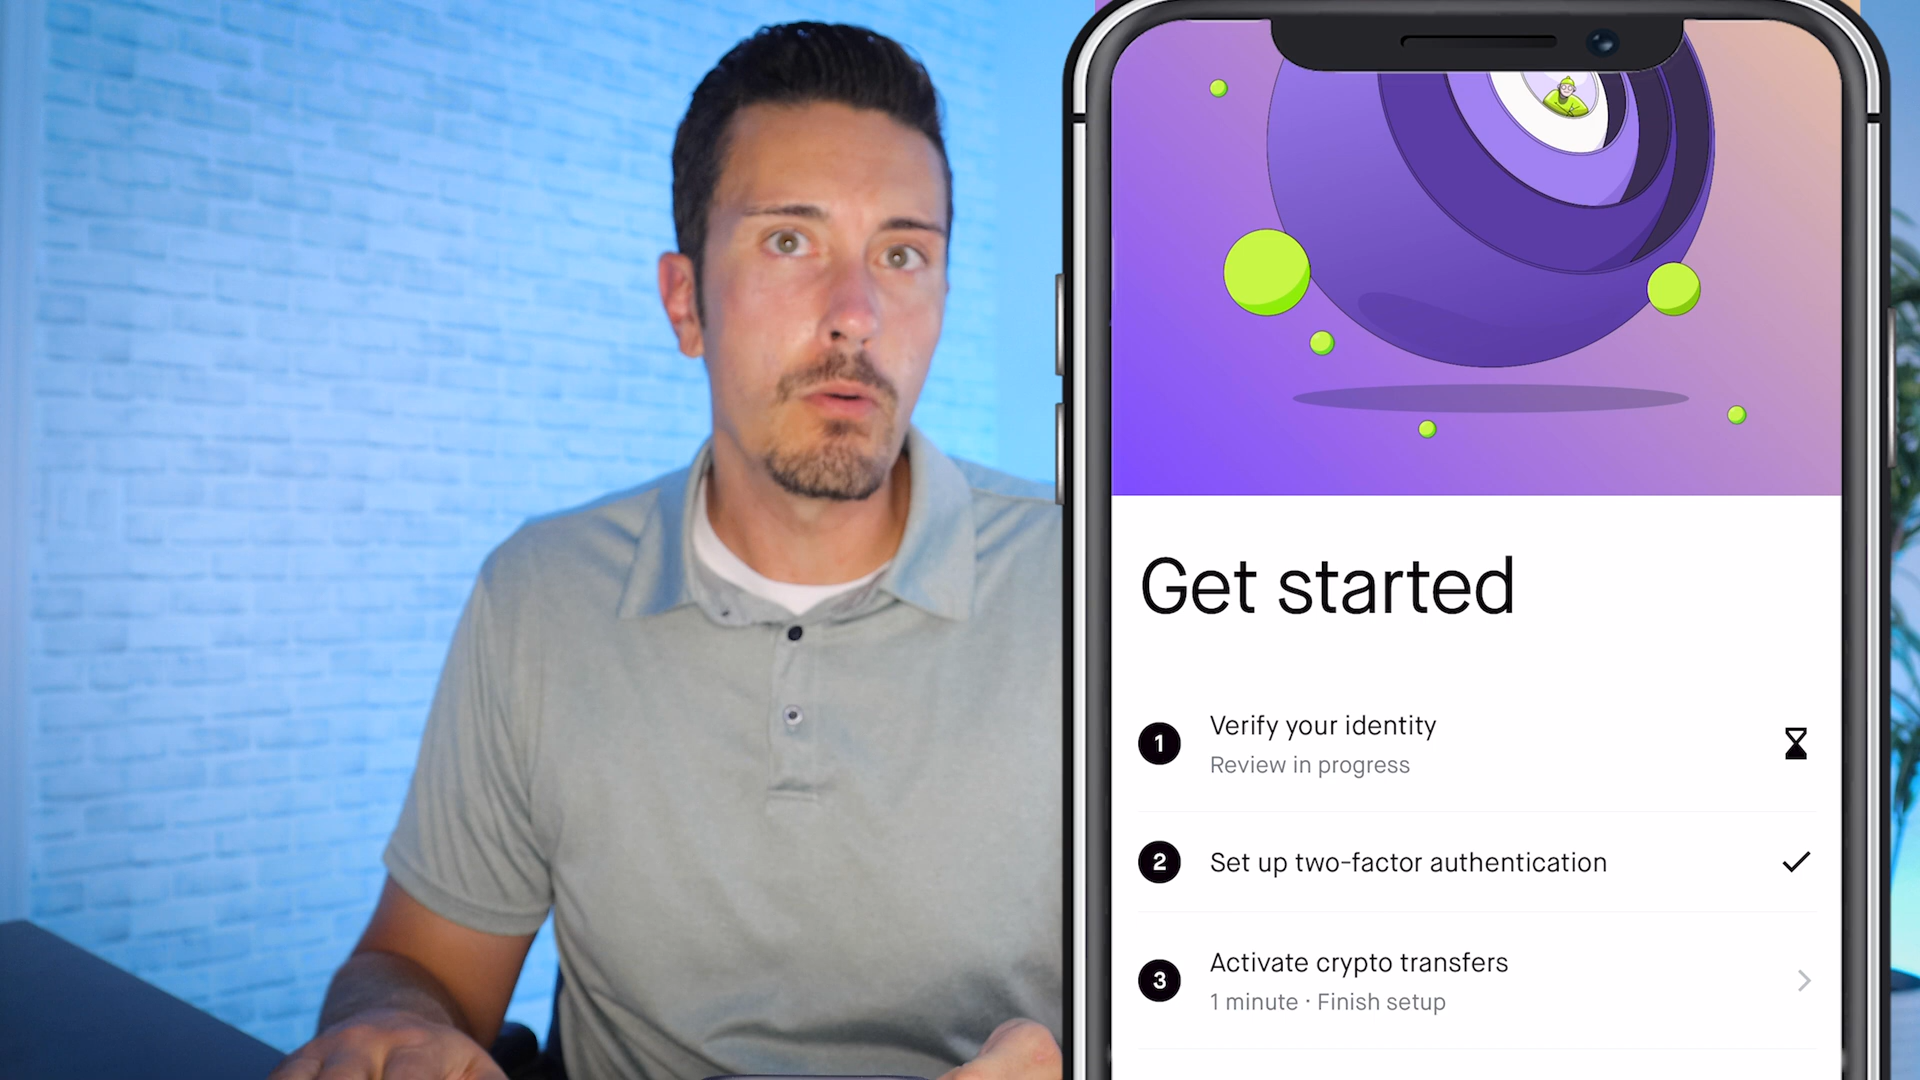 Get started
1
Verify your identity
Review in progress
2
Set up two-factor authentication
3
Activate crypto transfers
1 minute · Finish setup